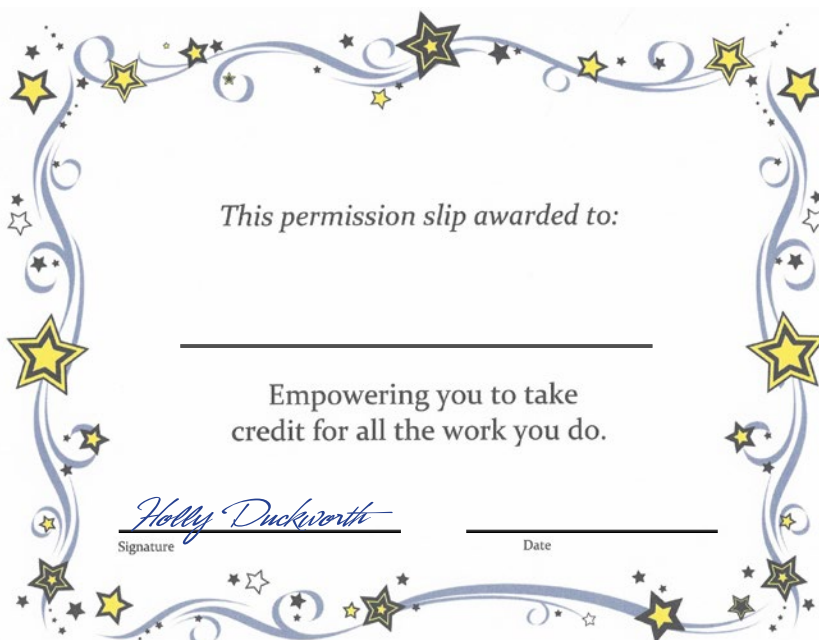 This permission slip awarded to:
Empowering you to take
credit for all the work you do.
Holly Duckworth
Signature
Date